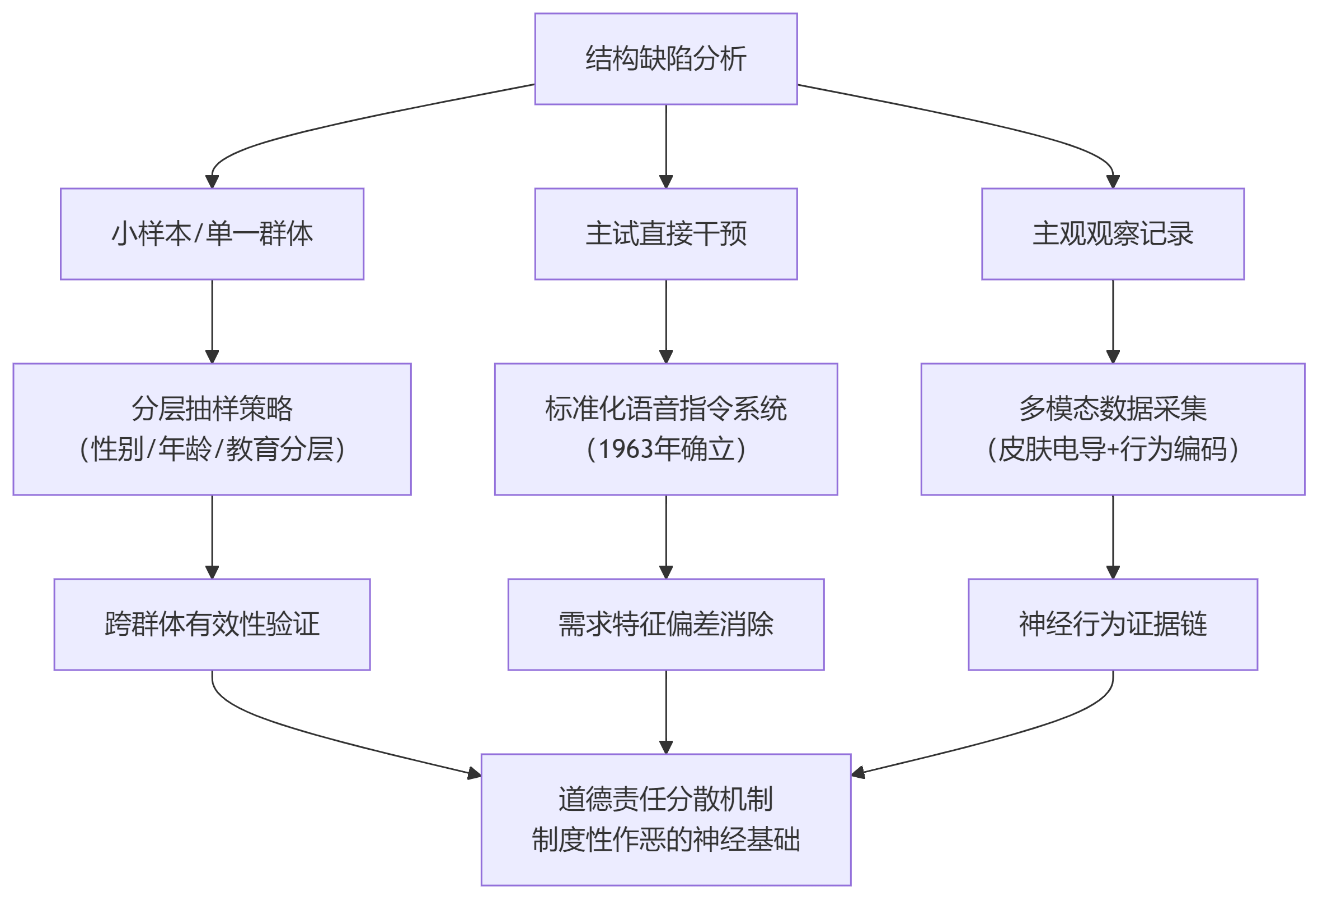 结构缺陷分析
小样本/单一群体
主试直接干预
主观观察记录
分层抽样策略
（性别/年龄/教育分层）
标准化语音指令系统
（1963年确立）
多模态数据采集
（皮肤电导+行为编码）
跨群体有效性验证
需求特征偏差消除
神经行为证据链
道德责任分散机制
制度性作恶的神经基础